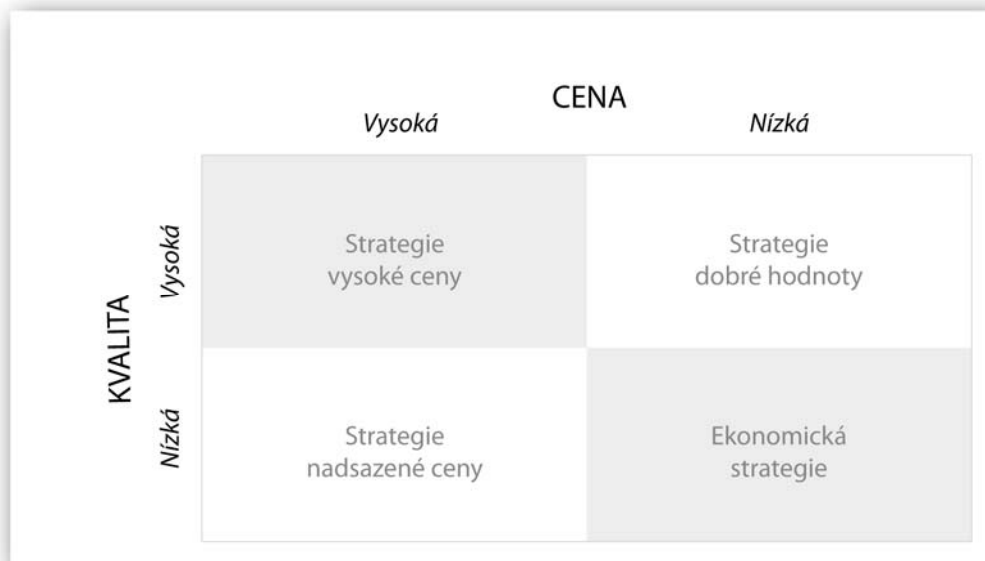 CENA
Vysoká
Nízká
KVALITA
Vysoká
Strategie
vysoké ceny
Strategie
dobré hodnoty
Nízká
Strategie
nadsazené ceny
Ekonomická
strategie